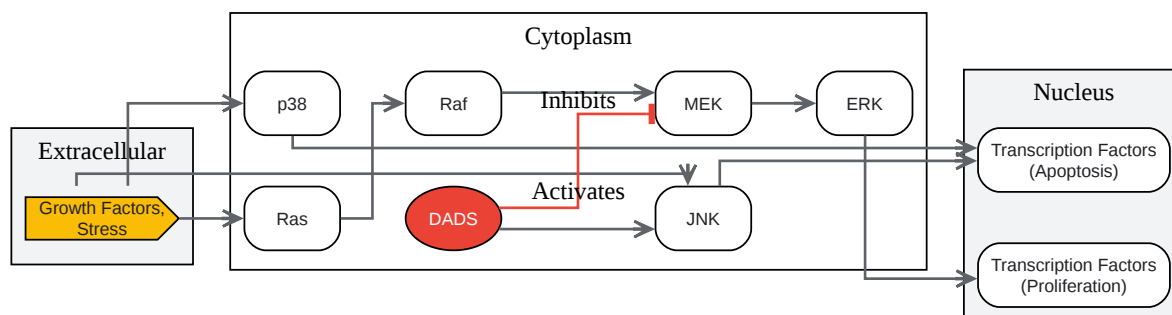 Cytoplasm
Extracellular
Growth Factors,
Stress
p38
Raf
Inhibits
MEK
ERK
Ras
DADS
Activates
JNK
Nucleus
Transcription Factors
(Apoptosis)
Transcription Factors
(Proliferation)